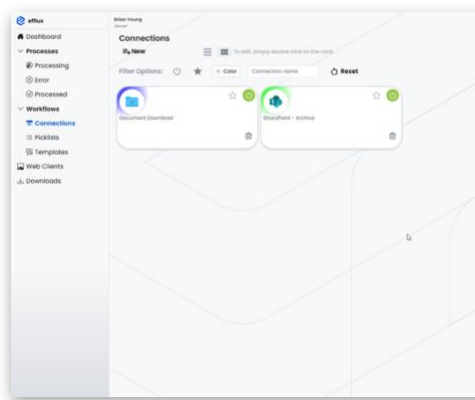 efflus
Dashboard
Processes
Processing
Error
Processed
Workflows
Connections
Picklists
Templates
Web Clients
Downloads
Brian Young
Connections
New
To edit, simply double click on the card.
Filter Options:
+ Color
Connection name
Reset
Document Download
SharePoint - Archive